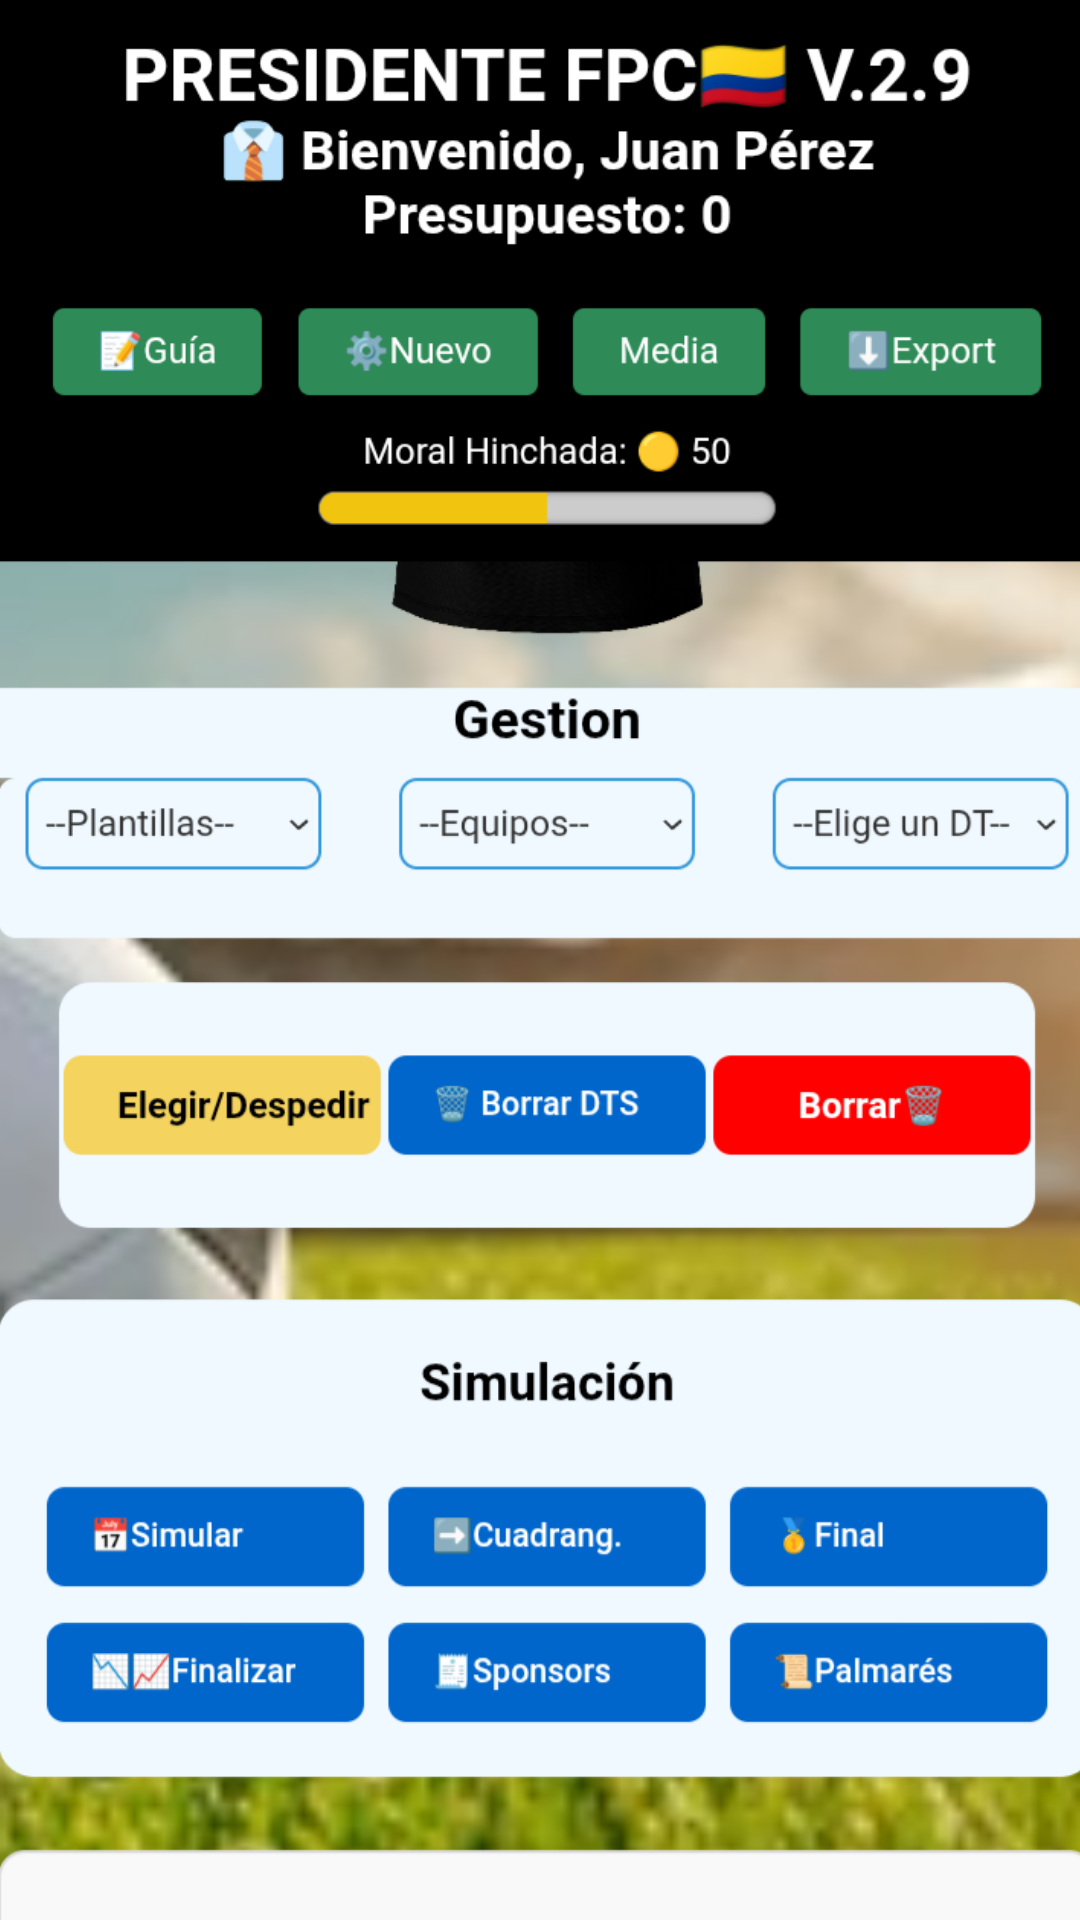 PRESIDENTE FPC🇨🇴 V.2.9
👔 Bienvenido, Juan Pérez
Presupuesto: 0
📝Guía ⚙️Nuevo Media ⬇️Export
Moral Hinchada: 🟡 50
Gestion
--Plantillas-- --Equipos-- --Elige un DT--
Elegir/Despedir 🗑️ Borrar DTS Borrar🗑️
Simulación
📅Simular ➡️Cuadrang. 🥇Final
📉📈Finalizar 🧾Sponsors 📜Palmarés